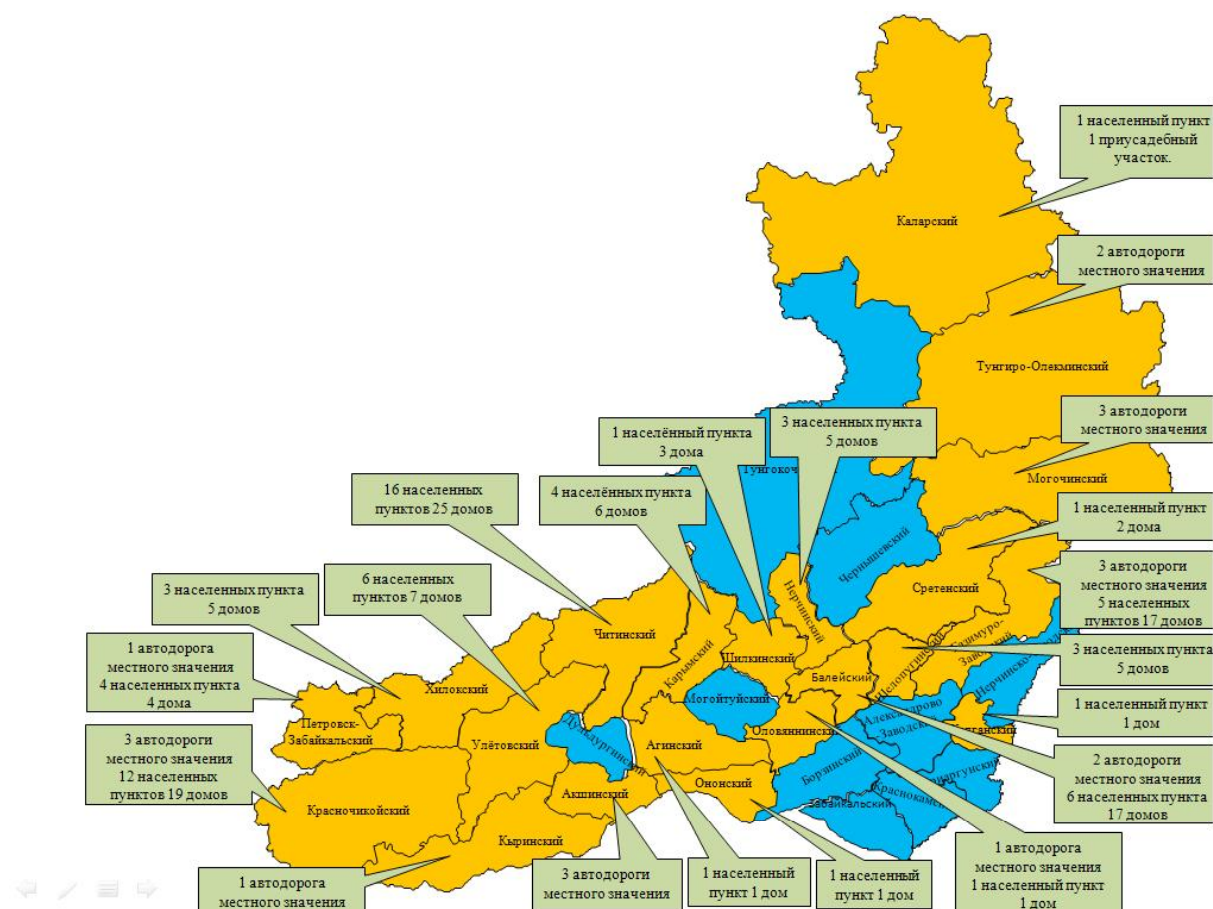 1 населенный пункт
1 приусадебный
участок.
Каларский
2 автодороги
местного значения
Тунгиро-Олекминский
3 автодороги
местного значения
Могочинский
1 населённый пункт
3 дома
3 населенных пункта
5 домов
16 населенных
пунктов 25 домов
4 населённых пункта
6 домов
1 населенный пункт
2 дома
Чернышевский
3 автодороги
местного значения
5 населенных
пунктов 17 домов
Сретенский
3 населенных пункта
5 домов
6 населенных
пунктов 7 домов
Нерчинский
Читинский
Карымский
Шилкинский
3 населенных пункта
5 домов
1 автодорога
местного значения
4 населенных пункта
4 дома
Хилокский
Балейский
Шелопугинский
Могойтуйский
1 населенный пункт
1 дом
Петровск-
Забайкальский
Улётовский
Дульдургинский
Агинский
Оловяннинский
Борзинский
3 автодороги
местного значения
12 населенных
пунктов 19 домов
2 автодороги
местного значения
6 населенных пункта
17 домов
Красночикойский
Акшинский
Ононский
Забайкальский
Кыринский
1 автодорога
местного значения
3 автодороги
местного значения
1 населенный
пункт 1 дом
1 населенный
пункт 1 дом
1 автодорога
местного значения
1 населенный пункт
1 дом